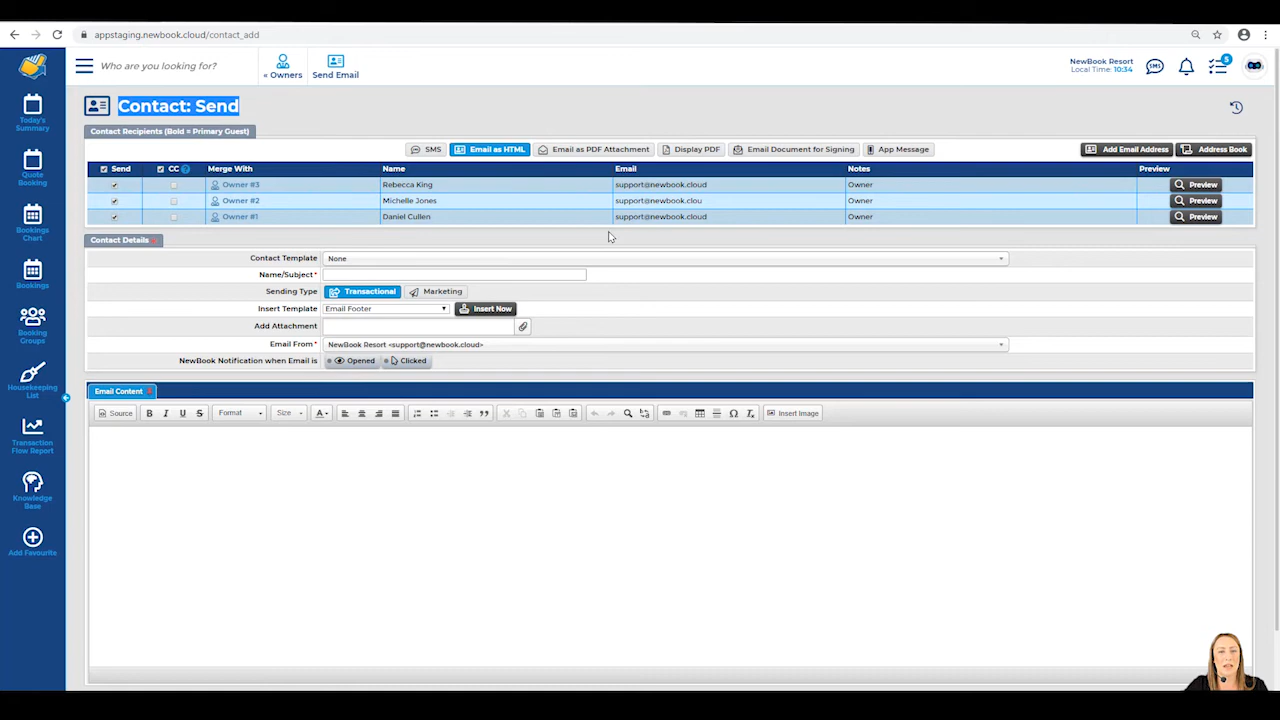 appstaging.newbook.cloud/contact_add
Who are you looking for?
« Owners
Send Email
NewBook Resort
Local Time: 10:34
SMS
5
Today's
Summary
Quote
Booking
Bookings
Chart
Bookings
Booking
Groups
Housekeeping
List
Transaction
Flow Report
Knowledge
Base
Add Favourite
Contact: Send
Contact Recipients (Bold = Primary Guest)
SMS
Email as HTML
Email as PDF Attachment
Display PDF
Email Document for Signing
App Message
Add Email Address
Address Book
Send CC ? Merge With Name Email Notes Preview
Owner #3 Rebecca King support@newbook.cloud Owner Preview
Owner #2 Michelle Jones support@newbook.clou Owner Preview
Owner #1 Daniel Cullen support@newbook.cloud Owner Preview
Contact Details
Contact Template None
Name/Subject*
Sending Type Transactional Marketing
Insert Template Email Footer Insert Now
Add Attachment
Email From* NewBook Resort <support@newbook.cloud>
NewBook Notification when Email is Opened Clicked
Email Content
Source B I U S Format Size A Insert Image